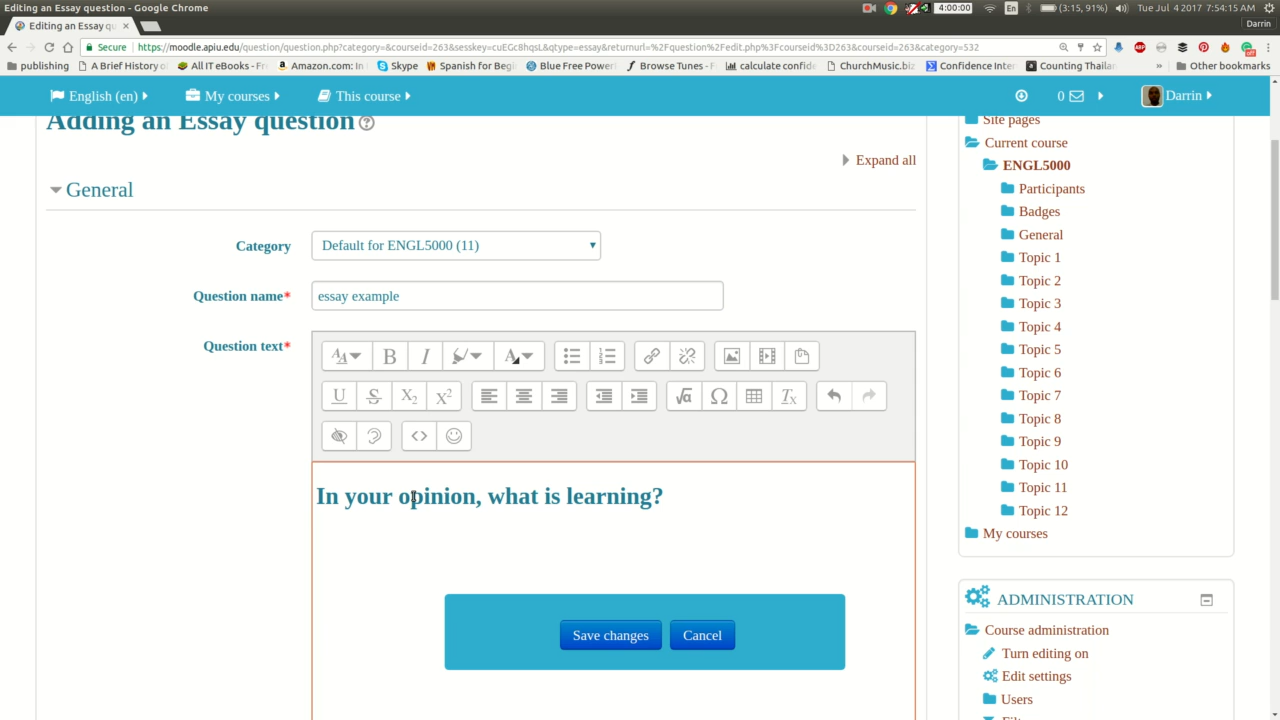 Editing an Essay question - Google Chrome
4:00:00
En
(3:15, 91%)
Tue Jul 4 2017 7:54:15 AM
Editing an Essay qu
Darrin
Secure
https://moodle.apiu.edu/question/question.php?category=&courseid=263&sesskey=cuEGc8hqsL&qtype=essay&returnurl=%2Fquestion%2Fedit.php%3Fcourseid%3D263&courseid=263&category=532
publishing
A Brief History o
All IT eBooks - Fr
Amazon.com: In
Skype
Spanish for Begi
Blue Free Power
Browse Tunes - F
calculate confide
ChurchMusic.biz
Confidence Inter
Counting Thailan
»
Other bookmarks
English (en)
My courses
This course
0
Darrin
Adding an Essay question
Expand all
General
Category
Default for ENGL5000 (11)
Question name*
essay example
Question text*
In your opinion, what is learning?
Save changes
Cancel
Site pages
Current course
ENGL5000
Participants
Badges
General
Topic 1
Topic 2
Topic 3
Topic 4
Topic 5
Topic 6
Topic 7
Topic 8
Topic 9
Topic 10
Topic 11
Topic 12
My courses
ADMINISTRATION
Course administration
Turn editing on
Edit settings
Users